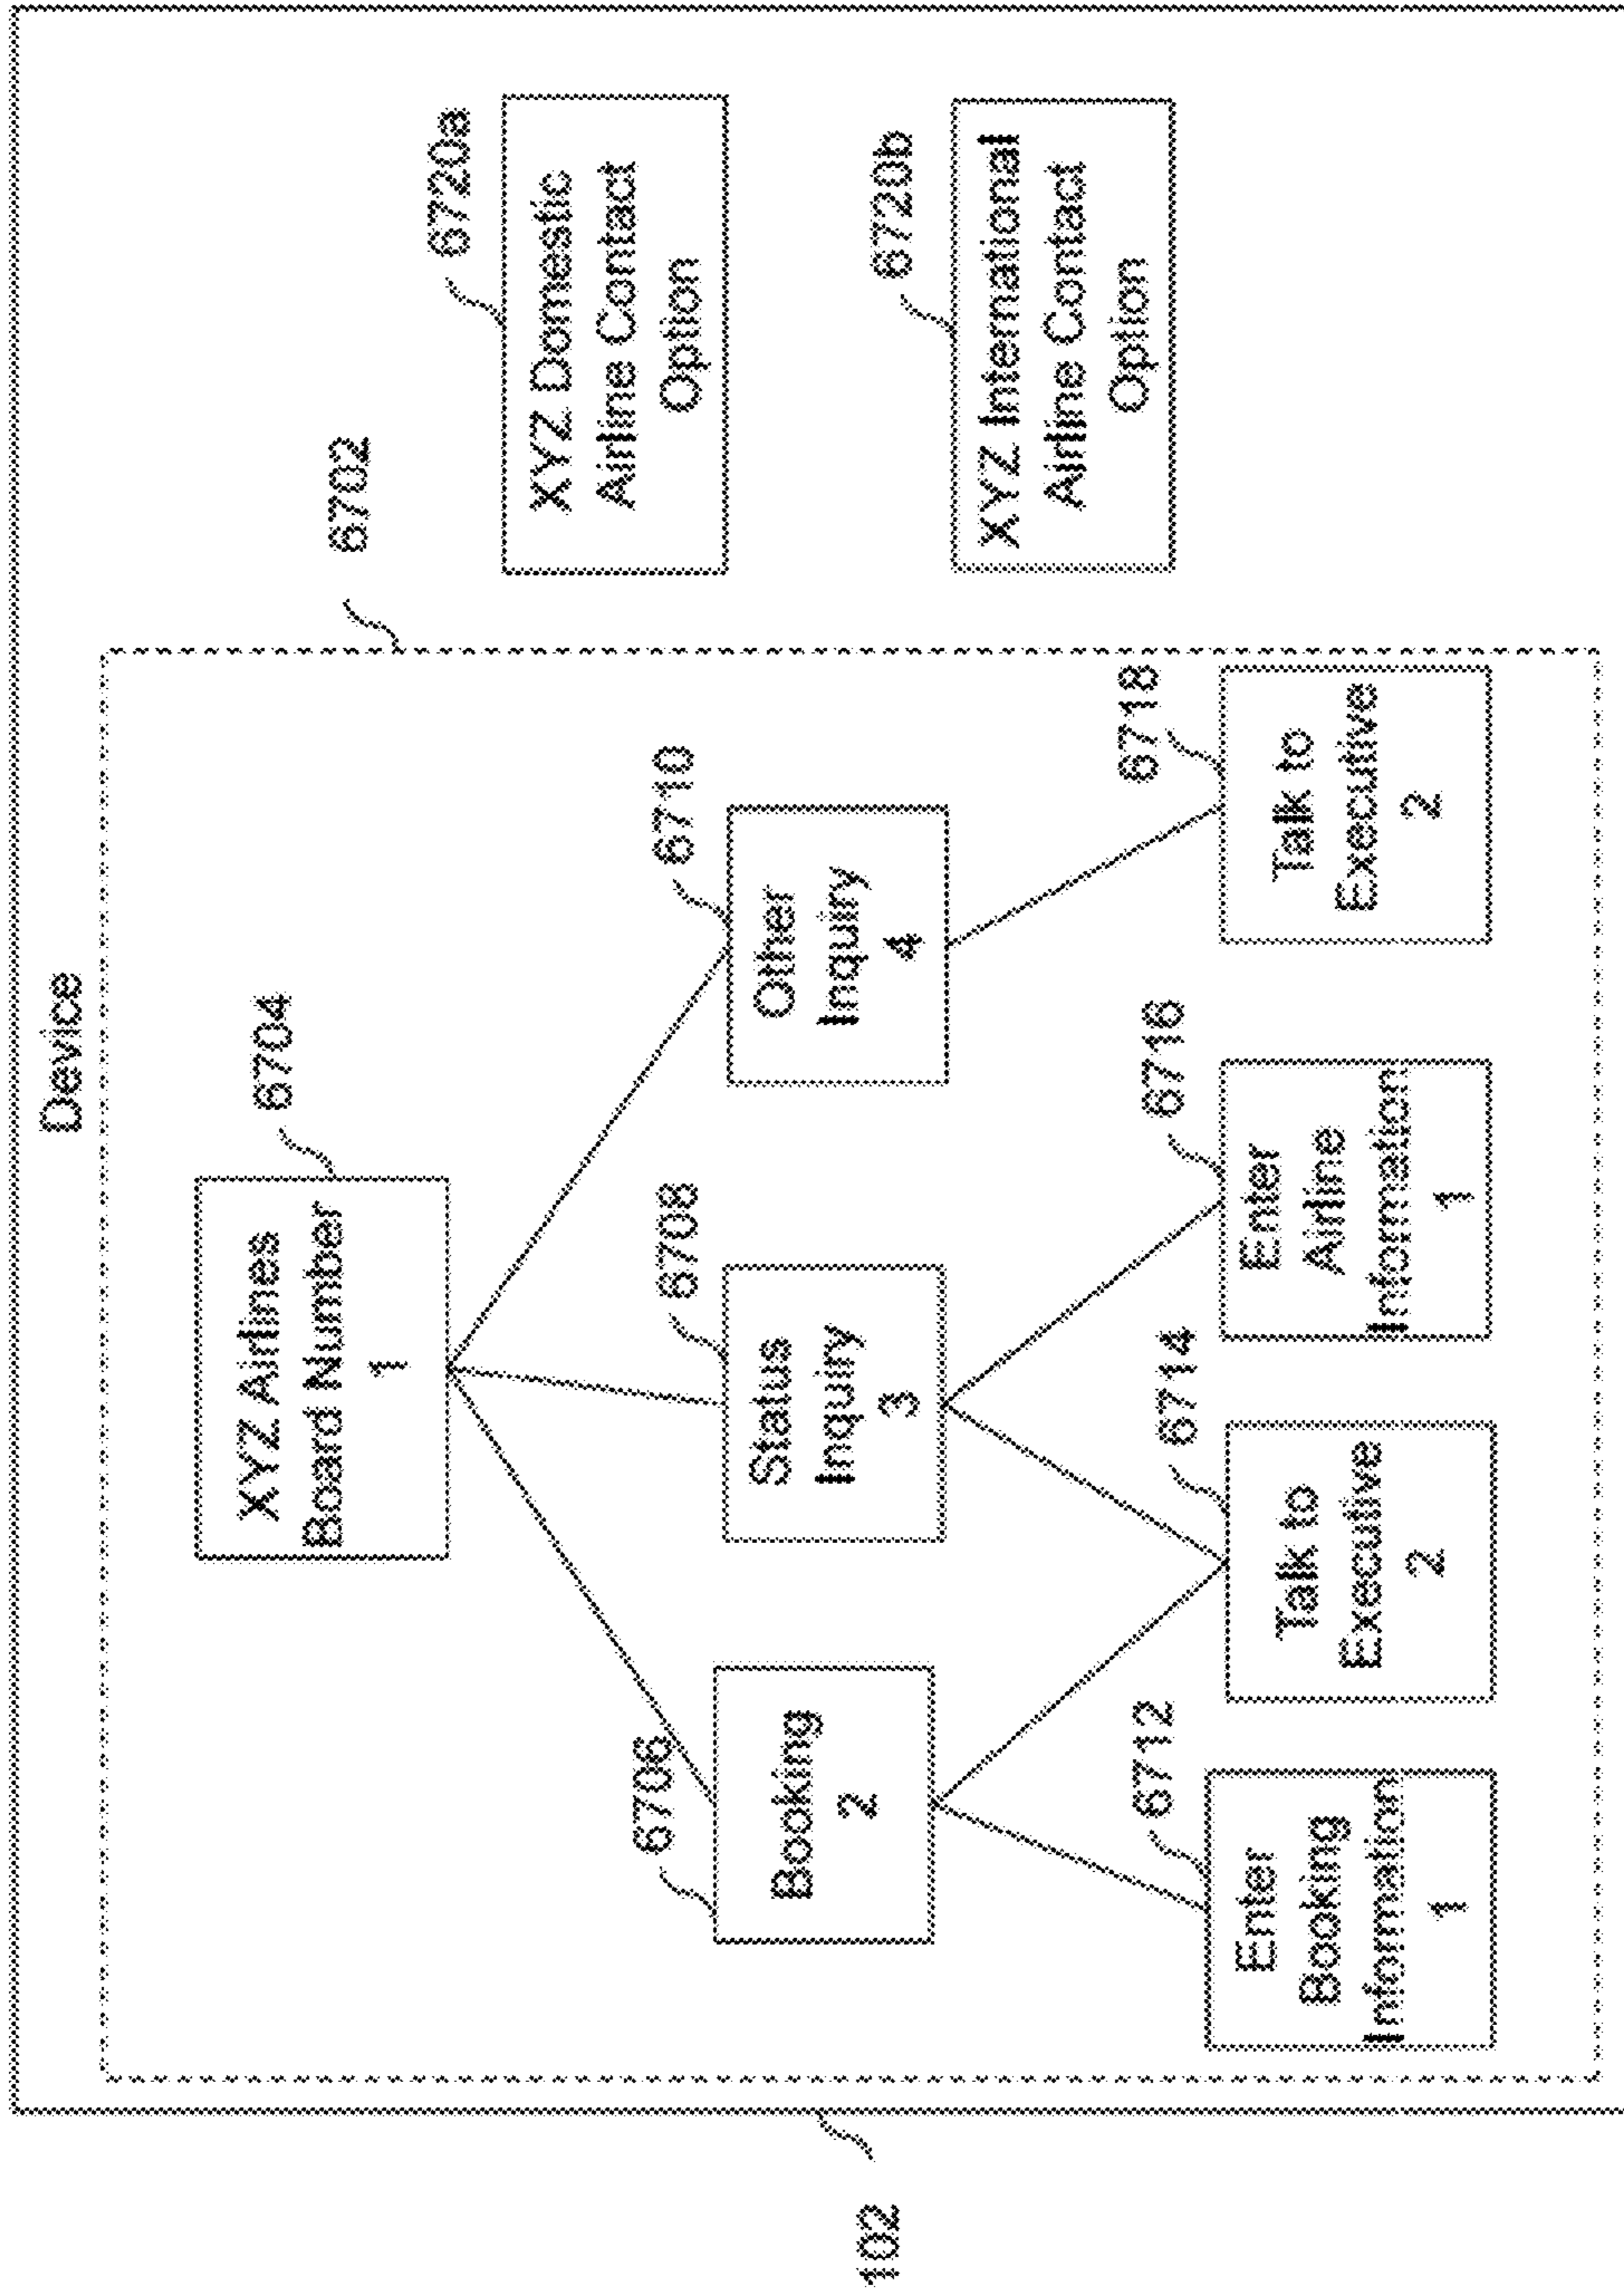 Device
6702
XYZ Airlines
Board Number
1
6704
6706
Booking
2
6708
Status
Inquiry
3
6710
Other
Inquiry
4
6712
Enter
Booking
Information
1
6714
Talk to
Executive
2
6716
Enter
Airline
Information
1
6718
Talk to
Executive
2
6720a
XYZ Domestic
Airline Contact
Option
6720b
XYZ International
Airline Contact
Option
102